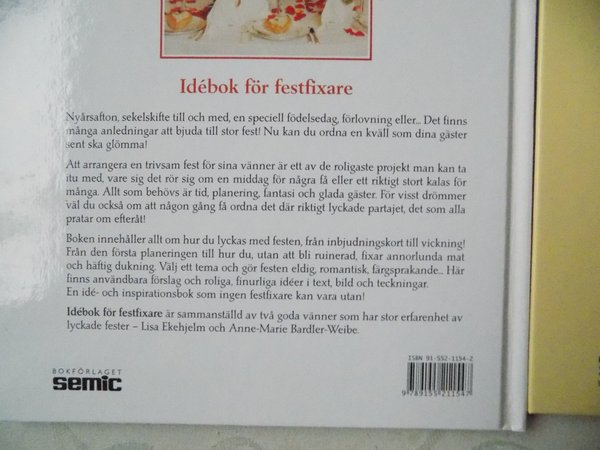 Idébok för festfixare
Nyårsafton, sekelskifte till och med, en speciell födelsedag, förlovning eller... Det finns
många anledningar att bjuda till stor fest! Nu kan du ordna en kväll som dina gäster
sent ska glömma!
Att arrangera en trivsam fest för sina vänner är ett av de roligaste projekt man kan ta
itu med, vare sig det rör sig om en middag för några få eller ett riktigt stort kalas för
många. Allt som behövs är tid, planering, fantasi och glada gäster. För visst drömmer
väl du också om att någon gång få ordna det där riktigt lyckade partajet, det som alla
pratar om efteråt!
Boken innehåller allt om hur du lyckas med festen, från inbjudningskort till vickning!
Från den första planeringen till hur du, utan att bli ruinerad, fixar annorlunda mat
och häftig dukning. Välj ett tema och gör festen eldig, romantisk, färgsprakande... Här
finns användbara förslag och roliga, finurliga idéer i text, bild och teckningar.
En idé- och inspirationsbok som ingen festfixare kan vara utan!
Idébok för festfixare är sammanställd av två goda vänner som har stor erfarenhet av
lyckade fester – Lisa Ekehjelm och Anne-Marie Bardler-Weibe.
ISBN 91-552-1154-2
BOKFÖRLAGET
semic
9 789155 211547